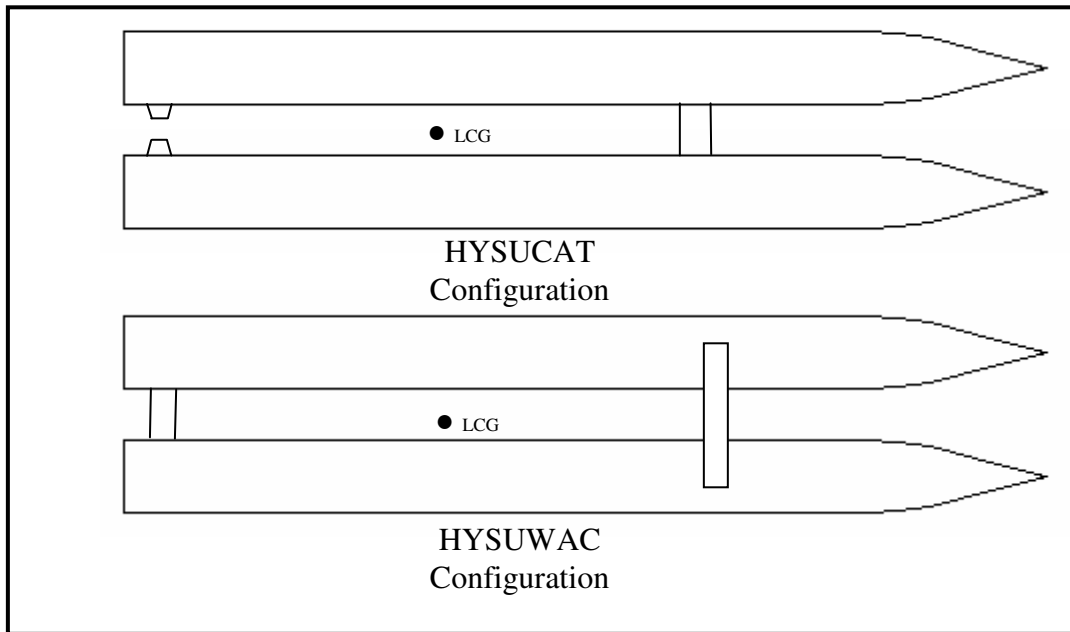 LCG
HYSUCAT
Configuration
LCG
HYSUWAC
Configuration